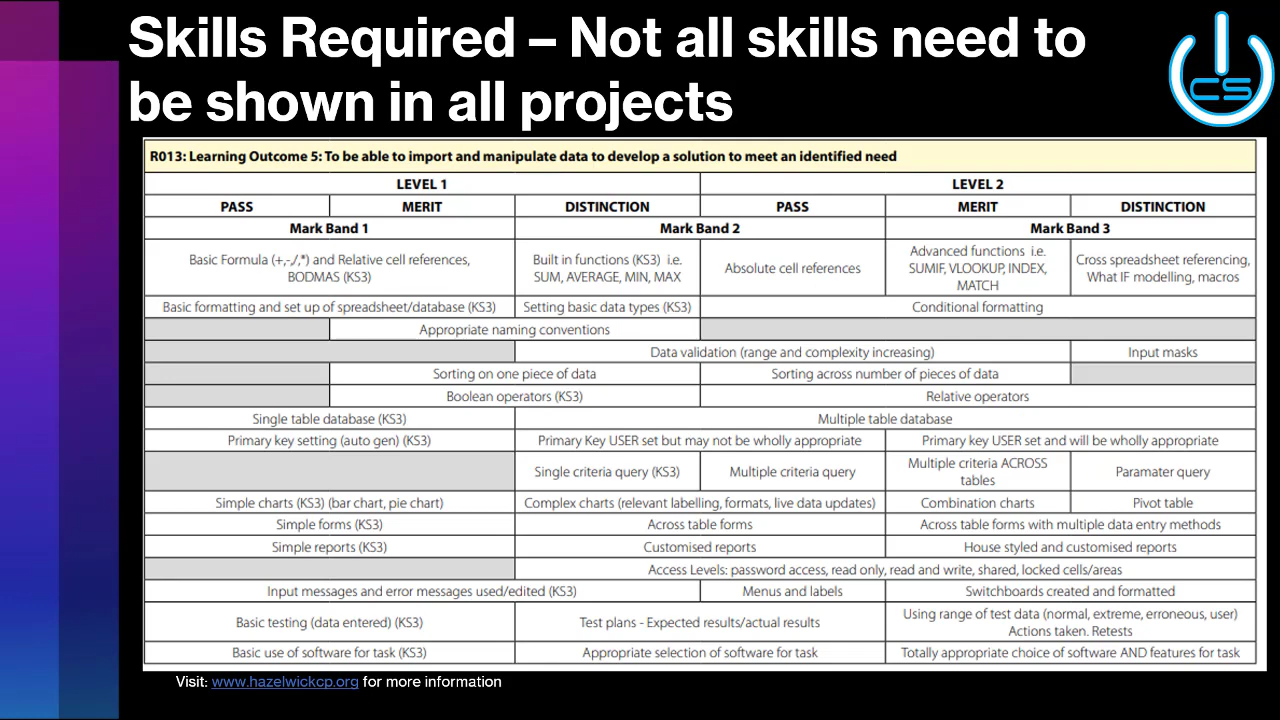 Skills Required – Not all skills need to
be shown in all projects
CS
R013: Learning Outcome 5: To be able to import and manipulate data to develop a solution to meet an identified need
LEVEL 1 LEVEL 2
PASS MERIT DISTINCTION PASS MERIT DISTINCTION
Mark Band 1 Mark Band 2 Mark Band 3
Basic Formula (+,-,/,*) and Relative cell references,
BODMAS (KS3)
Built in functions (KS3) i.e.
SUM, AVERAGE, MIN, MAX
Absolute cell references
Advanced functions i.e.
SUMIF, VLOOKUP, INDEX,
MATCH
Cross spreadsheet referencing,
What IF modelling, macros
Basic formatting and set up of spreadsheet/database (KS3) Setting basic data types (KS3) Conditional formatting
Appropriate naming conventions
Data validation (range and complexity increasing) Input masks
Sorting on one piece of data Sorting across number of pieces of data
Boolean operators (KS3) Relative operators
Single table database (KS3) Multiple table database
Primary key setting (auto gen) (KS3) Primary Key USER set but may not be wholly appropriate Primary key USER set and will be wholly appropriate
Single criteria query (KS3) Multiple criteria query
Multiple criteria ACROSS
tables
Paramater query
Simple charts (KS3) (bar chart, pie chart) Complex charts (relevant labelling, formats, live data updates) Combination charts Pivot table
Simple forms (KS3) Across table forms Across table forms with multiple data entry methods
Simple reports (KS3) Customised reports House styled and customised reports
Access Levels: password access, read only, read and write, shared, locked cells/areas
Input messages and error messages used/edited (KS3) Menus and labels Switchboards created and formatted
Basic testing (data entered) (KS3) Test plans - Expected results/actual results
Using range of test data (normal, extreme, erroneous, user)
Actions taken. Retests
Basic use of software for task (KS3) Appropriate selection of software for task Totally appropriate choice of software AND features for task
Visit: www.hazelwickcp.org for more information